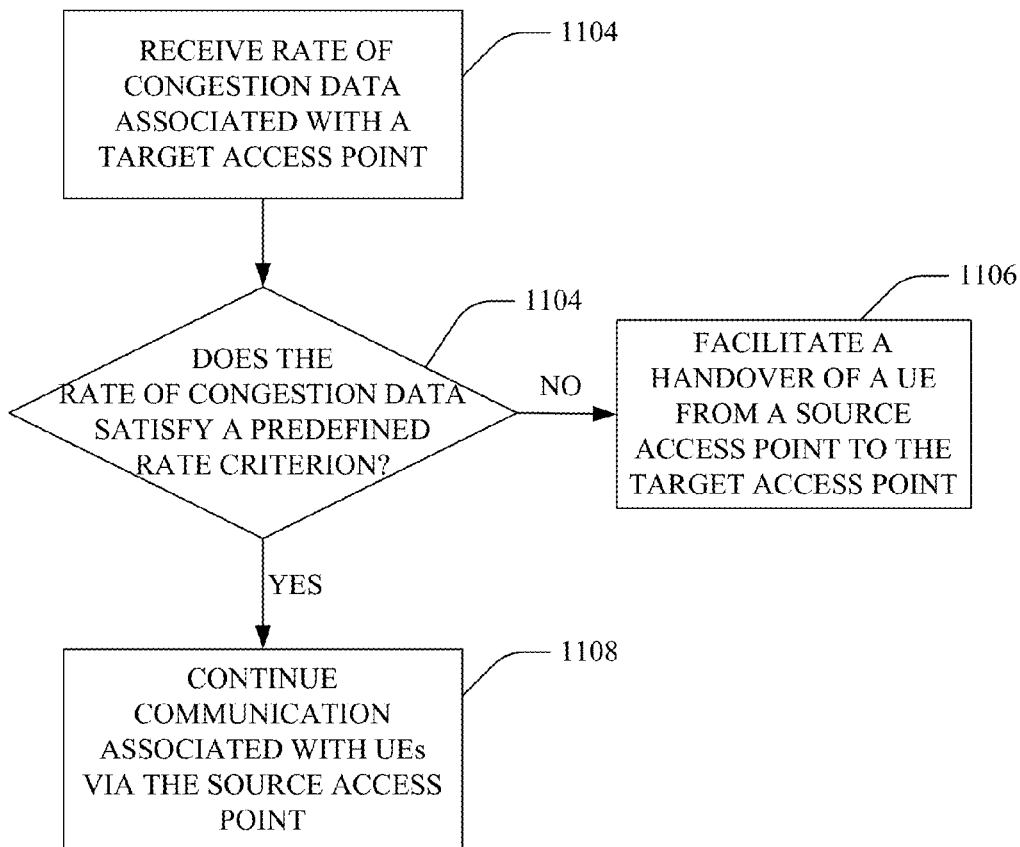 RECEIVE RATE OF
CONGESTION DATA
ASSOCIATED WITH A
TARGET ACCESS POINT
1104
DOES THE
RATE OF CONGESTION DATA
SATISFY A PREDEFINED
RATE CRITERION?
1104
NO
FACILITATE A
HANDOVER OF A UE
FROM A SOURCE
ACCESS POINT TO THE
TARGET ACCESS POINT
1106
YES
CONTINUE
COMMUNICATION
ASSOCIATED WITH UEs
VIA THE SOURCE ACCESS
POINT
1108